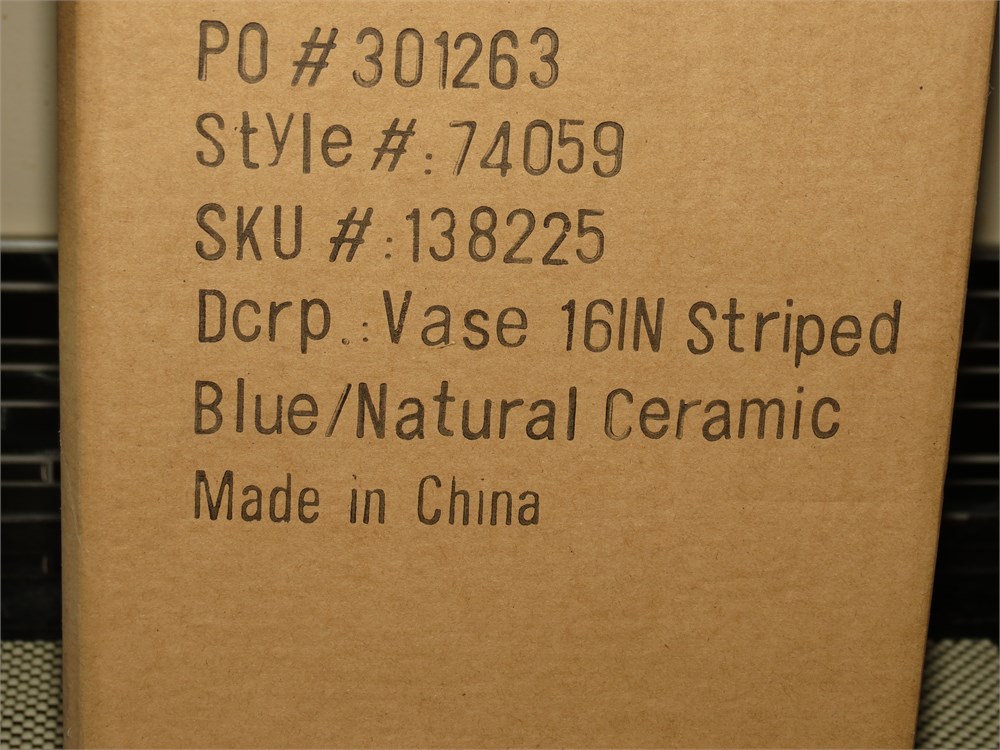 PO # 301263
Style #.: 74059
SKU #.: 138225
Dcrp.: Vase 16IN Striped
Blue/Natural Ceramic
Made in China